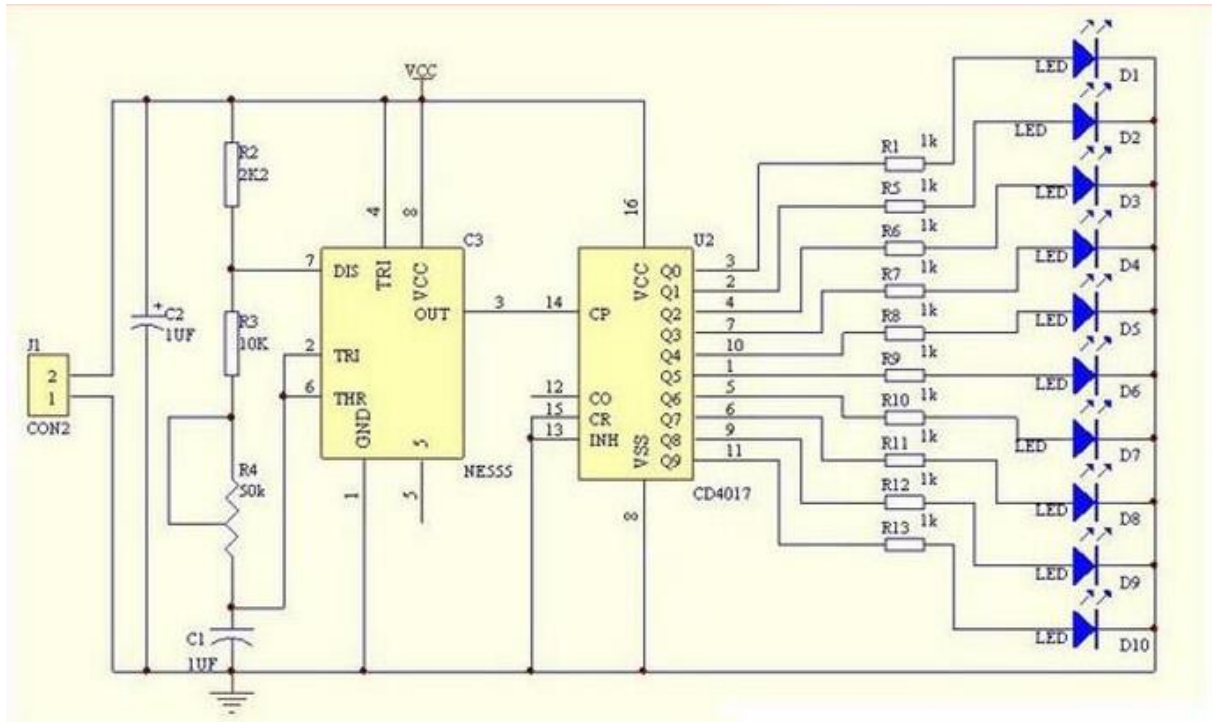 VCC
R2
2K2
4
8
C3
7
DIS
TRI
VCC
OUT
3
R3
10K
C2
+
1UF
2
TRI
6
THR
GND
5
NE555
1
5
J1
2
1
CON2
R4
50k
C1
1UF
16
U2
14
CP
VCC
12
CO
15
CR
13
INH
VSS
8
CD4017
Q0
3
Q1
2
Q2
4
Q3
7
Q4
10
Q5
1
Q6
5
Q7
6
Q8
9
Q9
11
R1
1k
R5
1k
R6
1k
R7
1k
R8
1k
R9
1k
R10
1k
R11
1k
R12
1k
R13
1k
LED
D1
LED
D2
LED
D3
LED
D4
LED
D5
LED
D6
LED
D7
LED
D8
LED
D9
LED
D10